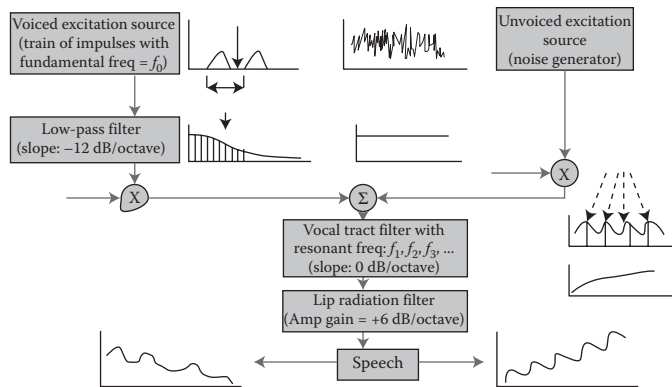 Voiced excitation source
(train of impulses with
fundamental freq = f₀)
Unvoiced excitation
source
(noise generator)
Low-pass filter
(slope: −12 dB/octave)
X
Σ
X
Vocal tract filter with
resonant freq: f₁, f₂, f₃, ...
(slope: 0 dB/octave)
Lip radiation filter
(Amp gain = +6 dB/octave)
Speech